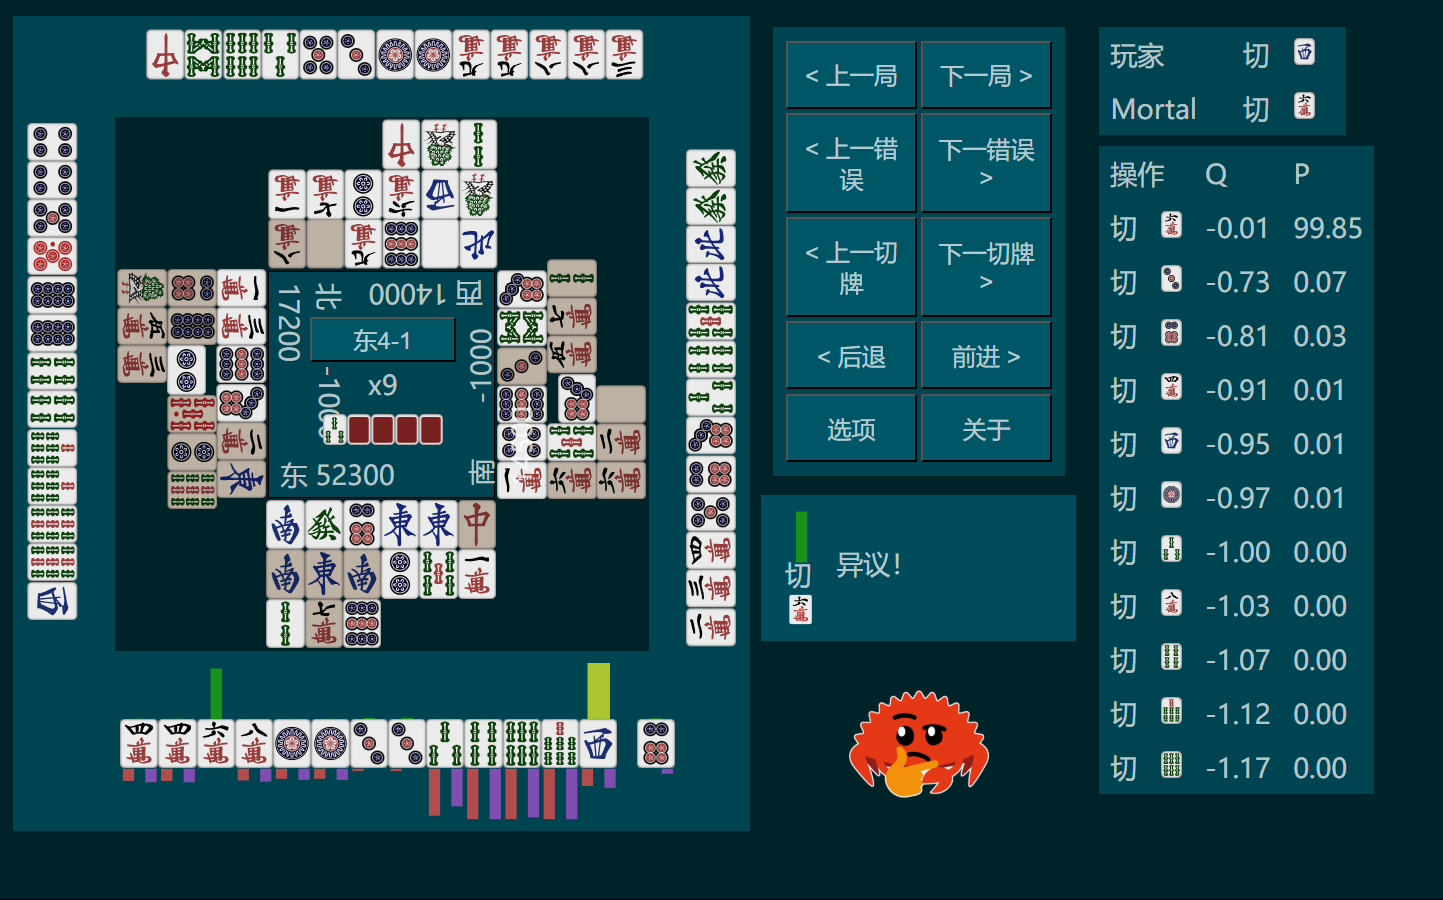 < 上一局
下一局 >
< 上一错
误
下一错误
>
< 上一切
牌
下一切牌
>
< 后退
前进 >
选项
关于
玩家 切
Mortal 切
操作 Q P
切 -0.01 99.85
切 -0.73 0.07
切 -0.81 0.03
切 -0.91 0.01
切 -0.95 0.01
切 -0.97 0.01
切 -1.00 0.00
切 -1.03 0.00
切 -1.07 0.00
切 -1.12 0.00
切 -1.17 0.00
切
异议!
西 14000
北 17200
-1000
东4-1
x9
南 -1000
东 52300